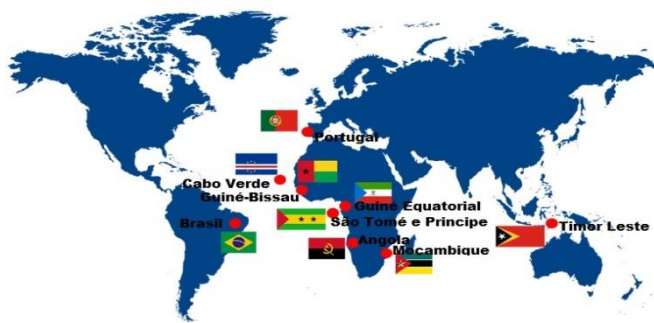 Portugal
Cabo Verde
Guiné-Bissau
Guiné Equatorial
São Tomé e Principe
Brasil
Timor Leste
Angola
Moçambique